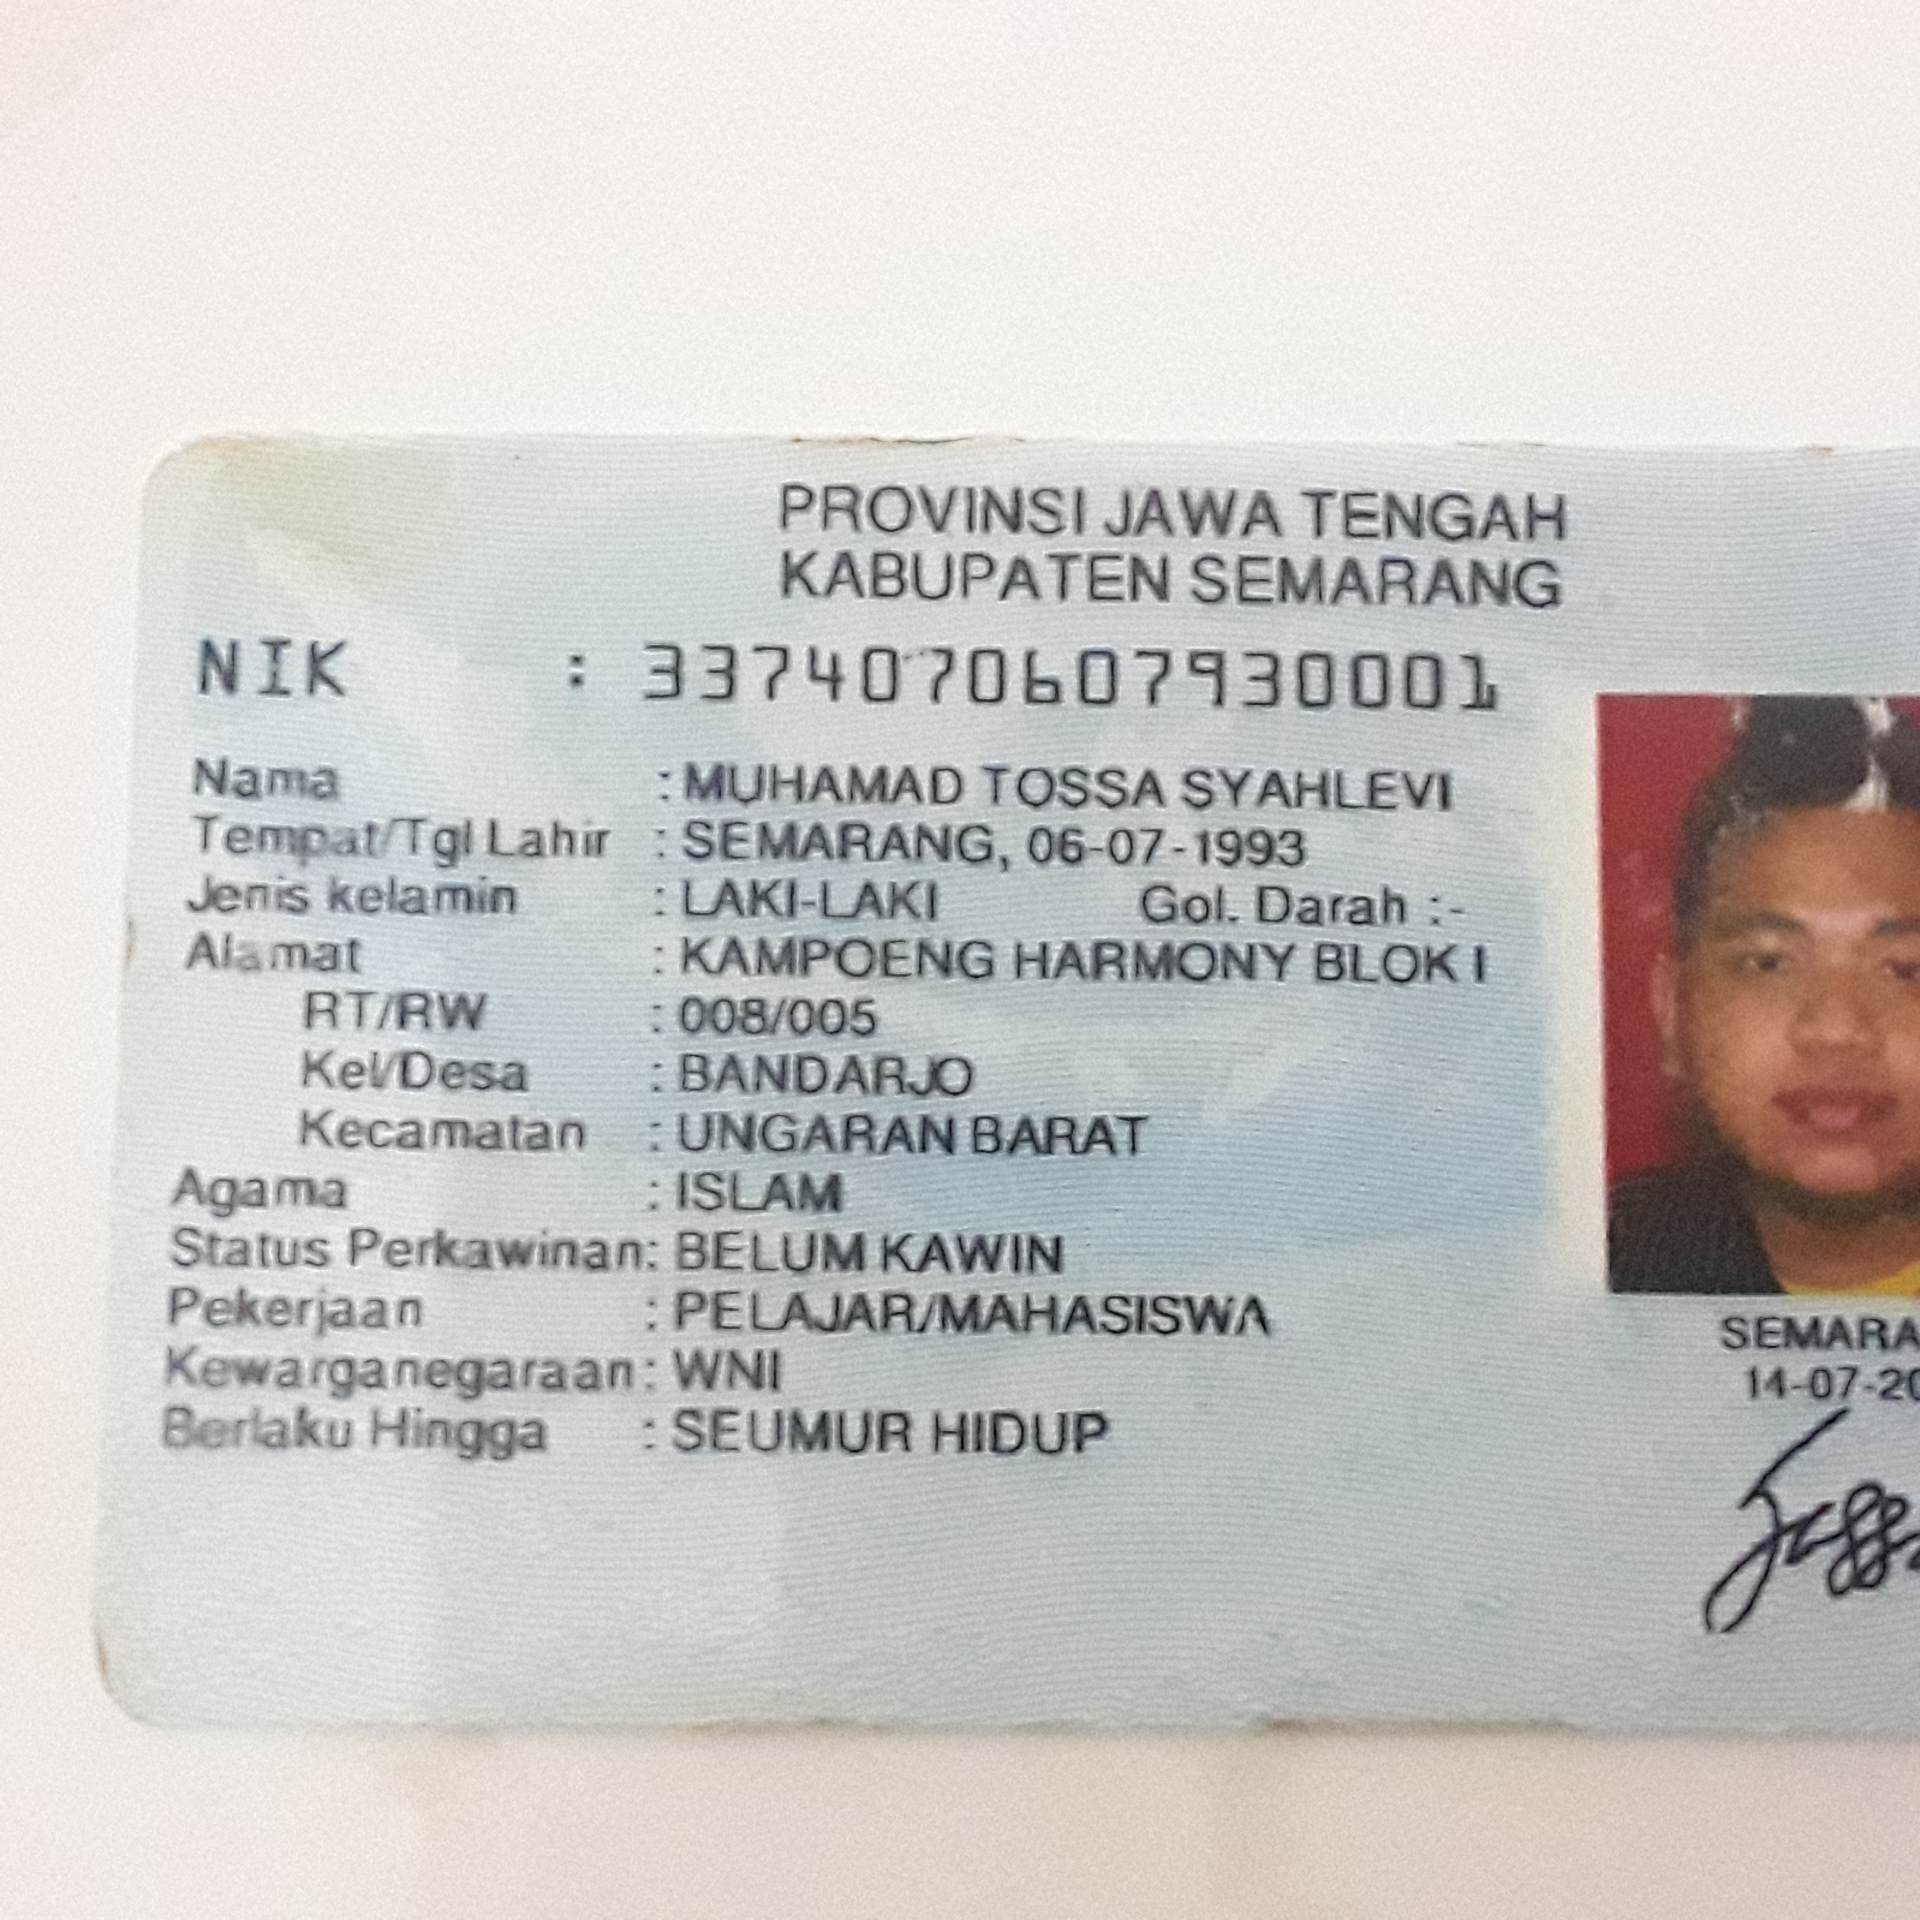 PROVINSI JAWA TENGAH
KABUPATEN SEMARANG
NIK : 3374070607930001
Nama : MUHAMAD TOSSA SYAHLEVI
Tempat/Tgl Lahir : SEMARANG, 06-07-1993
Jenis kelamin : LAKI-LAKI Gol. Darah :-
Alamat : KAMPOENG HARMONY BLOK I
RT/RW : 008/005
Kel/Desa : BANDARJO
Kecamatan : UNGARAN BARAT
Agama : ISLAM
Status Perkawinan: BELUM KAWIN
Pekerjaan : PELAJAR/MAHASISWA
Kewarganegaraan: WNI
Berlaku Hingga : SEUMUR HIDUP
SEMARA
14-07-20